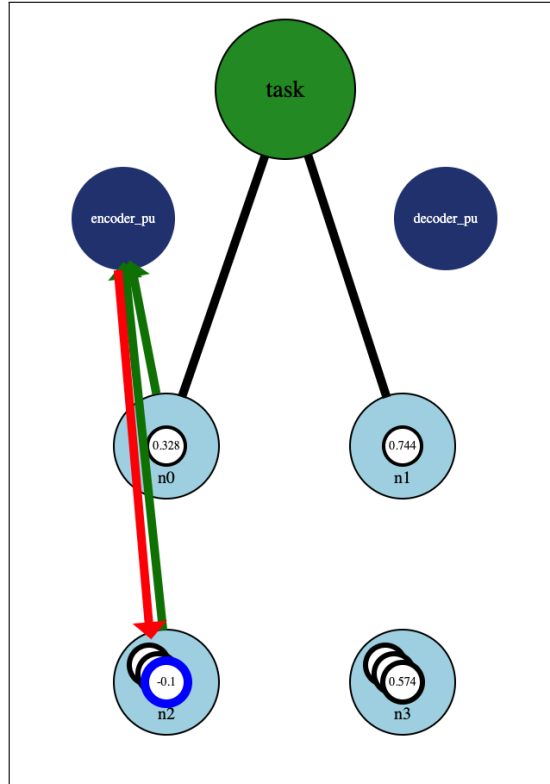 task
encoder_pu
decoder_pu
0.328
n0
0.744
n1
-0.1
n2
0.574
n3